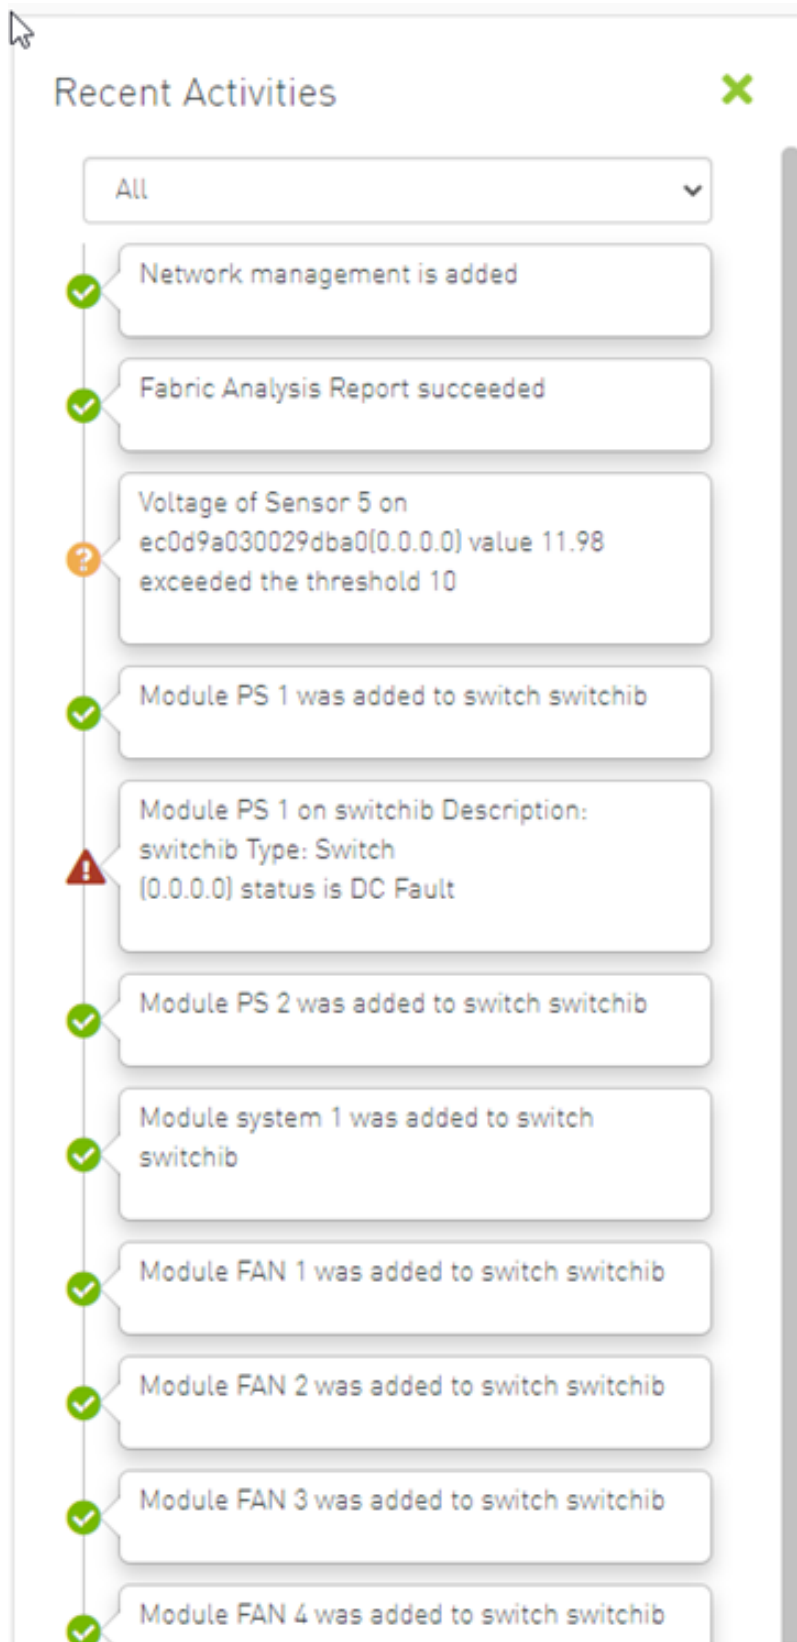 Recent Activities
All
Network management is added
Fabric Analysis Report succeeded
Voltage of Sensor 5 on
ec0d9a030029dba0(0.0.0.0) value 11.98
exceeded the threshold 10
Module PS 1 was added to switch switchib
Module PS 1 on switchib Description:
switchib Type: Switch
(0.0.0.0) status is DC Fault
Module PS 2 was added to switch switchib
Module system 1 was added to switch
switchib
Module FAN 1 was added to switch switchib
Module FAN 2 was added to switch switchib
Module FAN 3 was added to switch switchib
Module FAN 4 was added to switch switchib